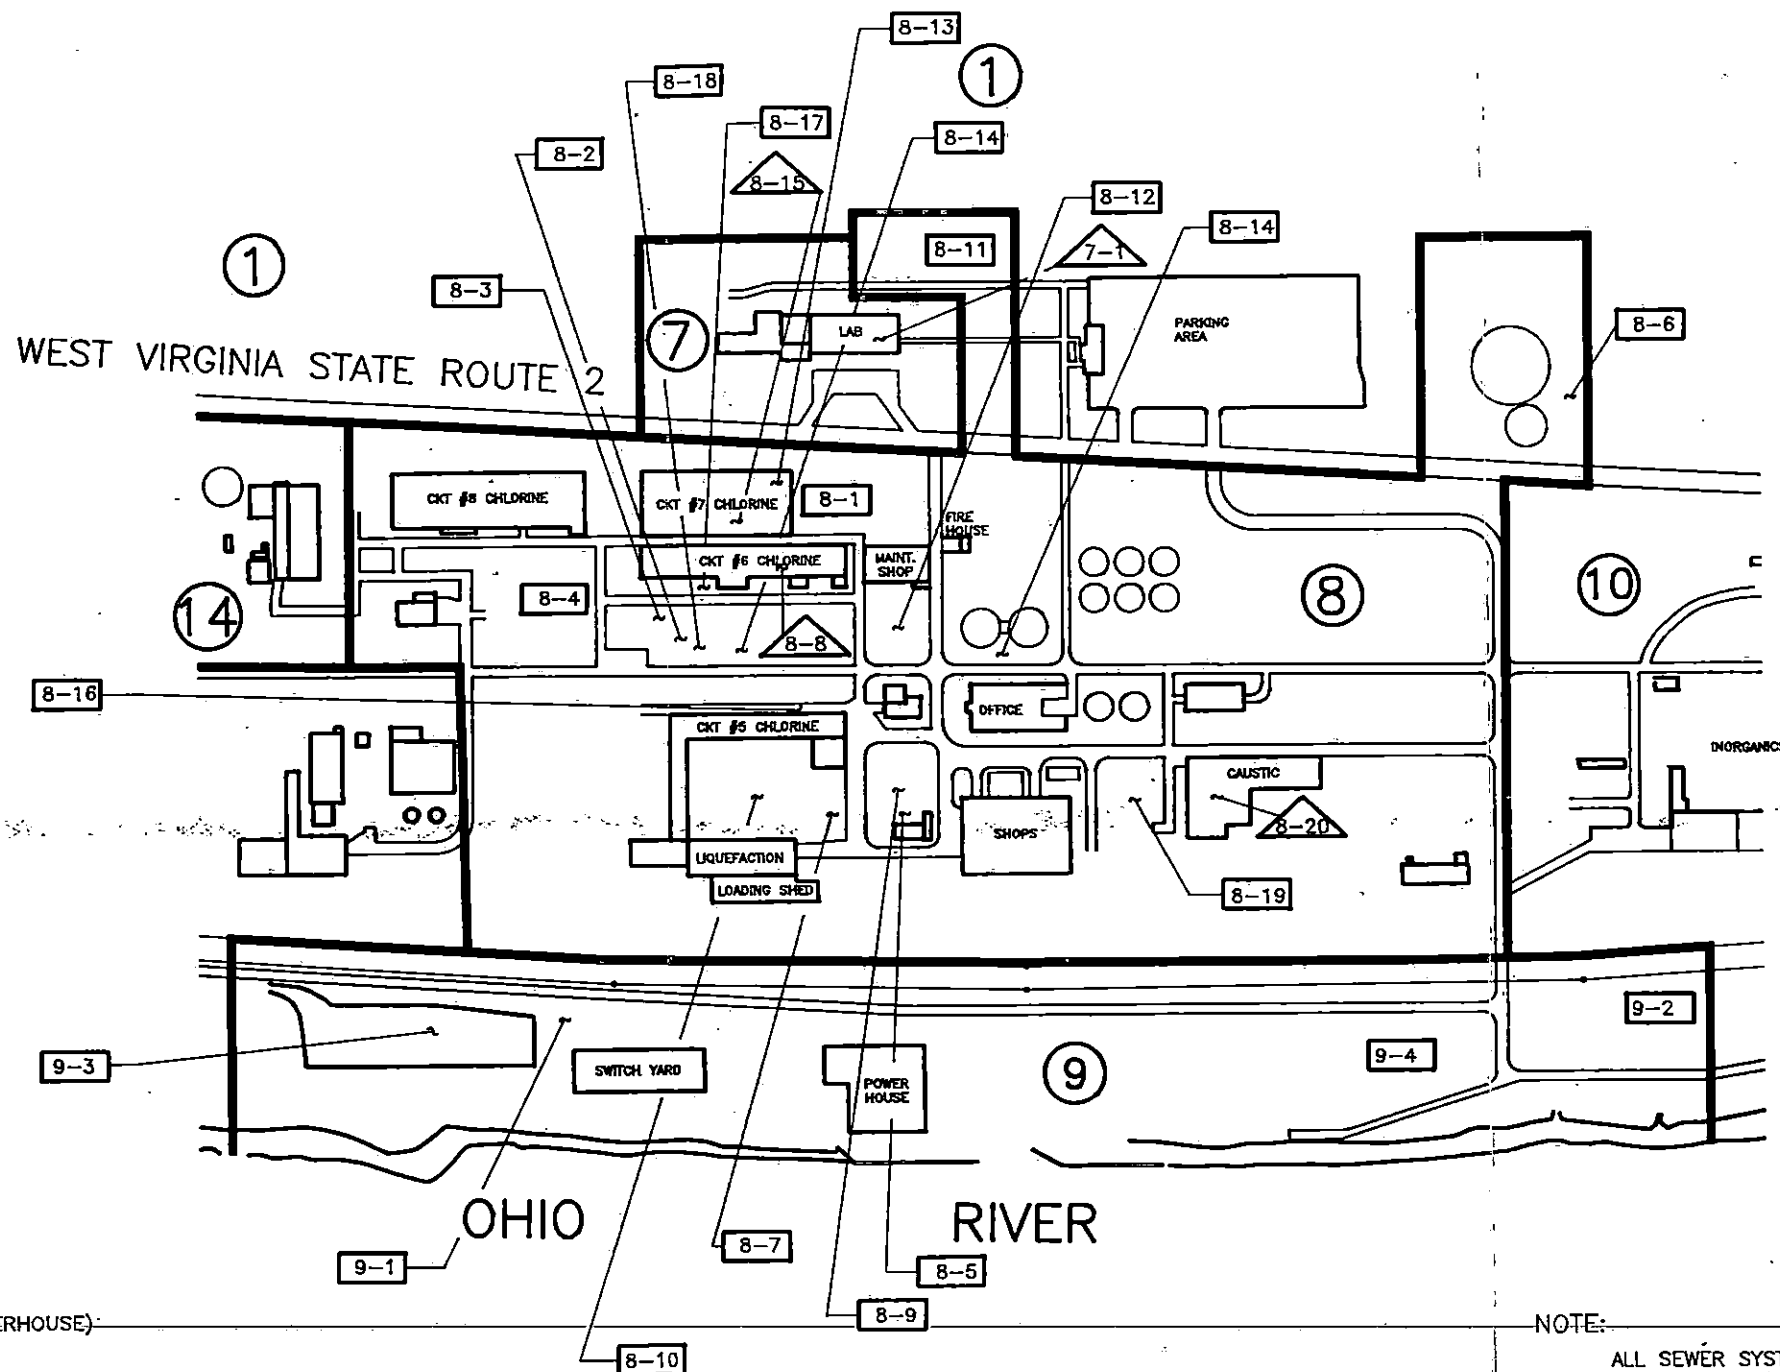 8-13
1
8-18
8-17
8-14
8-2
8-15
8-12
8-14
8-11
7-1
1
8-3
7
LAB
PARKING
AREA
8-6
WEST VIRGINIA STATE ROUTE 2
CKT #8 CHLORINE
CKT #7 CHLORINE
8-1
FIRE
HOUSE
CKT #6 CHLORINE
MAINT.
SHOP
14
8-4
8-8
8
10
8-16
OFFICE
CKT #5 CHLORINE
INORGANICS
CAUSTIC
8-20
SHOPS
LIQUEFACTION
LOADING SHED
8-19
9-2
9-3
SWITCH YARD
POWER
HOUSE
9
9-4
OHIO RIVER
9-1
8-7
8-5
8-9
ERHOUSE)
NOTE:
8-10
ALL SEWER SYST